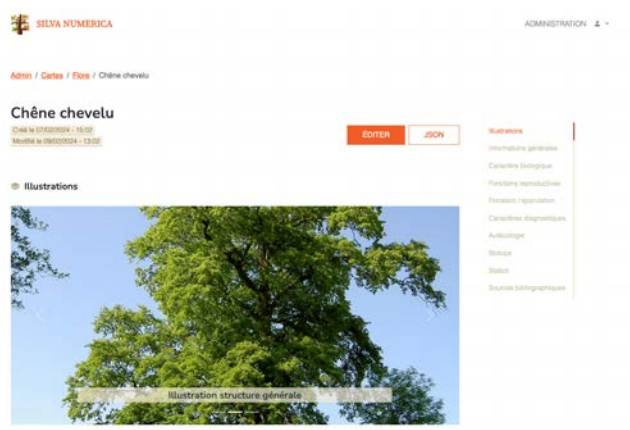 SILVA NUMERICA
ADMINISTRATION
Admin / Cartes / Flore / Chêne chevelu
Chêne chevelu
Créé le 07/02/2024 - 15:02
Modifié le 09/02/2024 - 13:02
ÉDITER
JSON
Illustrations
Illustration structure générale
Illustrations
Informations générales
Caractère biologique
Fonctions reproductives
Floraison / sporulation
Caractères diagnostiques
Autécologie
Biotope
Statuts
Sources bibliographiques